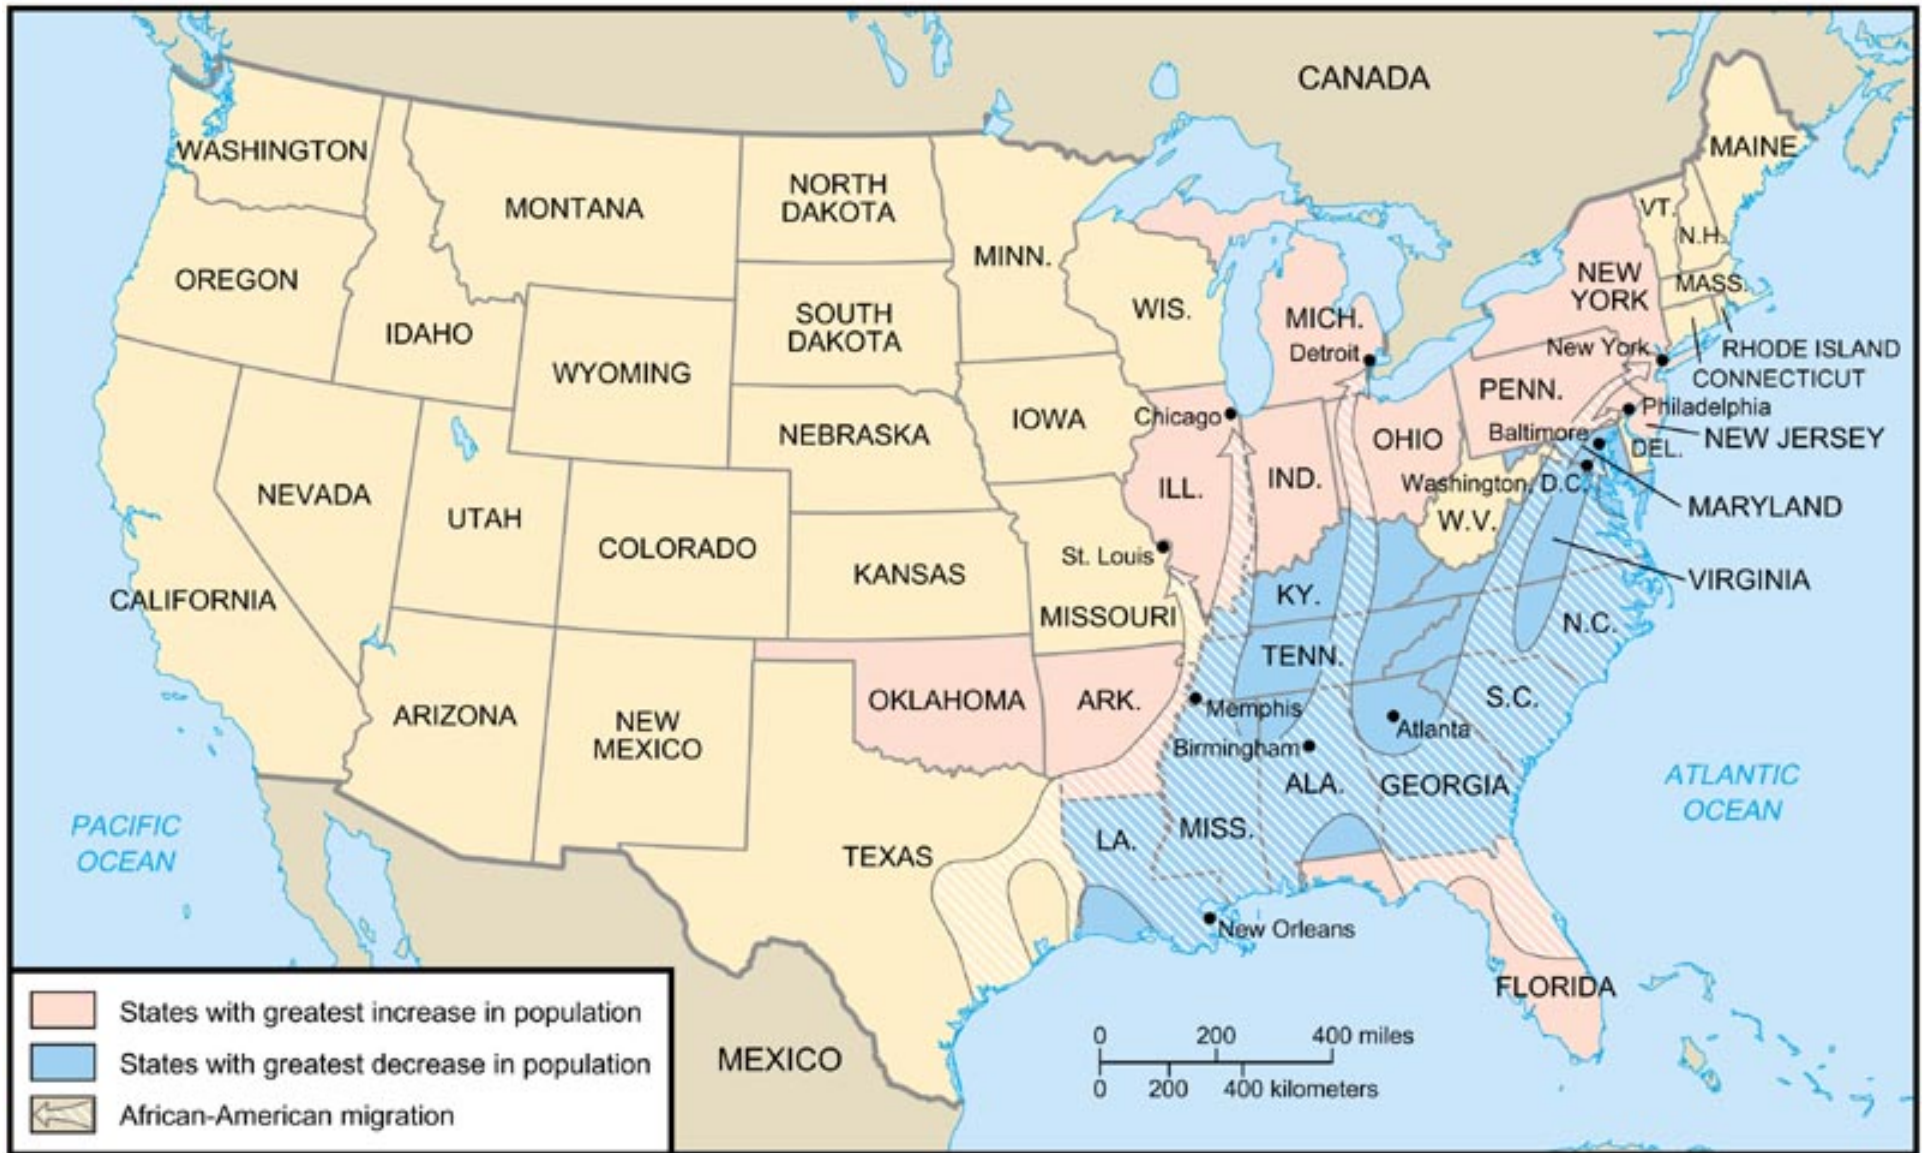 CANADA
WASHINGTON
MAINE
NORTH
DAKOTA
MONTANA
VT.
N.H.
MINN.
OREGON
NEW
YORK
MASS.
WIS.
SOUTH
DAKOTA
IDAHO
MICH.
Detroit
New York
RHODE ISLAND
WYOMING
CONNECTICUT
PENN.
Chicago
IOWA
Philadelphia
NEBRASKA
OHIO
Baltimore
NEW JERSEY
DEL.
NEVADA
ILL.
IND.
Washington, D.C.
UTAH
MARYLAND
W.V.
COLORADO
St. Louis
KANSAS
VIRGINIA
CALIFORNIA
KY.
MISSOURI
N.C.
TENN.
ARIZONA
NEW
MEXICO
OKLAHOMA
ARK.
S.C.
Memphis
Atlanta
Birmingham
ALA.
GEORGIA
ATLANTIC
OCEAN
PACIFIC
OCEAN
MISS.
LA.
TEXAS
New Orleans
FLORIDA
States with greatest increase in population
States with greatest decrease in population
African-American migration
MEXICO
0 200 400 miles
0 200 400 kilometers